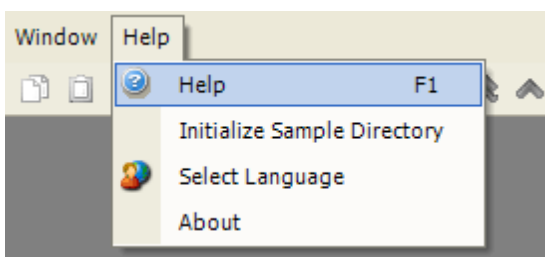 Window Help
Help F1
Initialize Sample Directory
Select Language
About